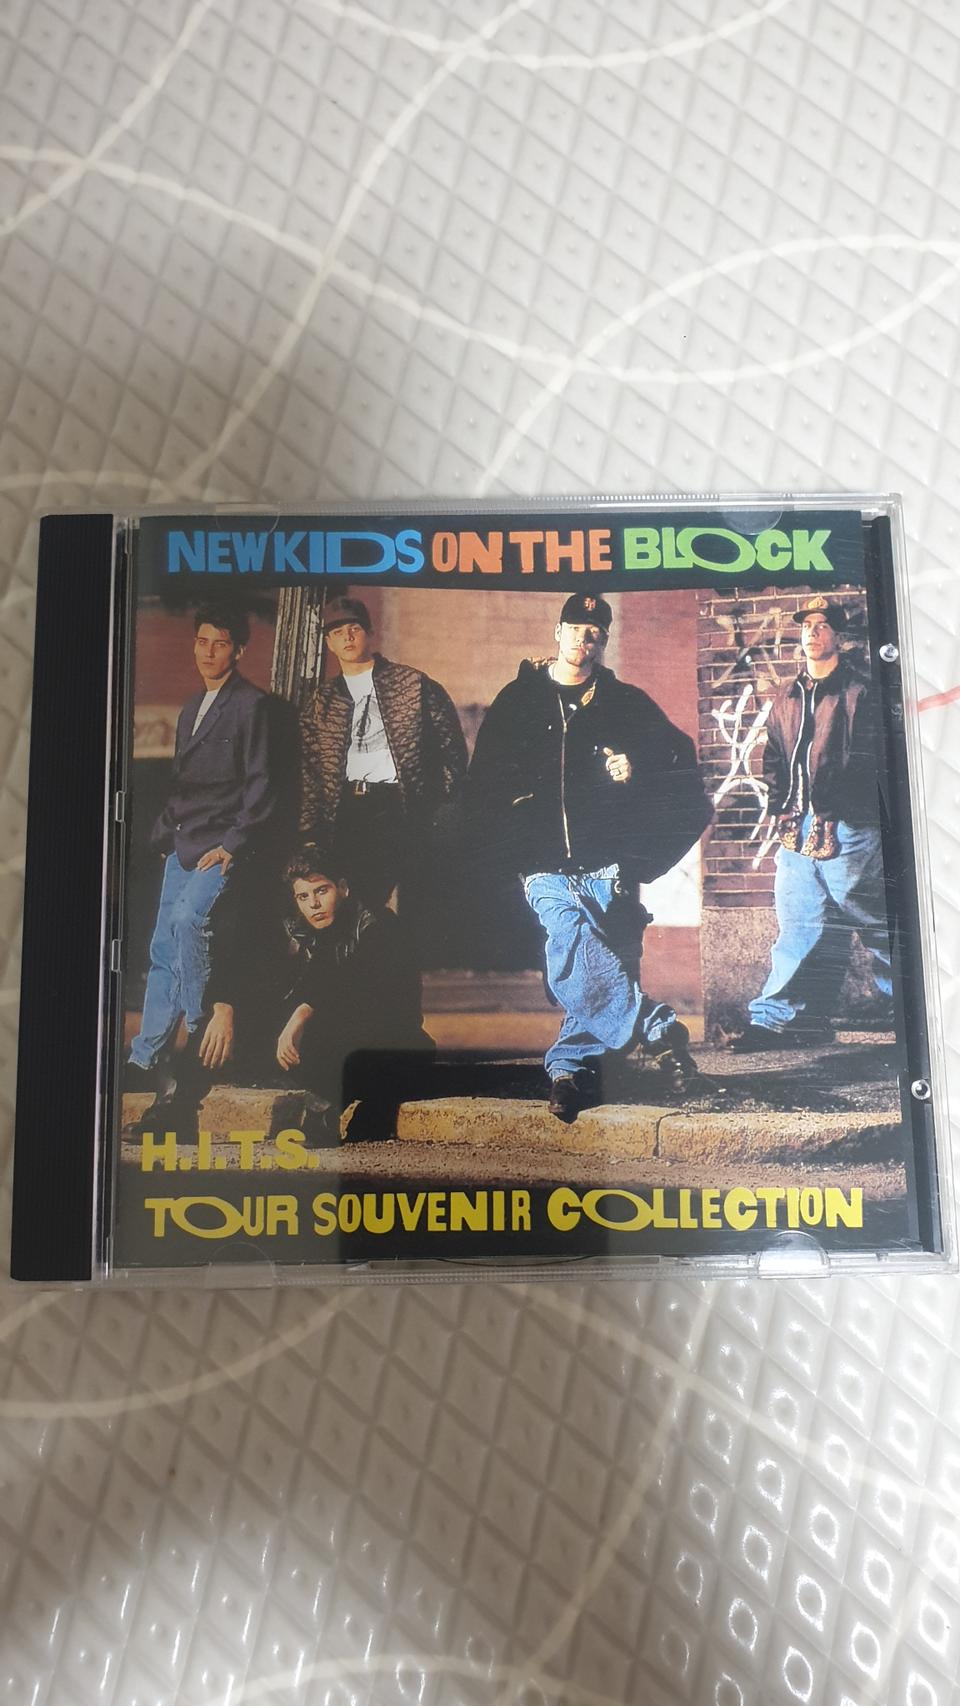 NEW KIDS ON THE BLOCK
H.I.T.S.
TOUR SOUVENIR COLLECTION